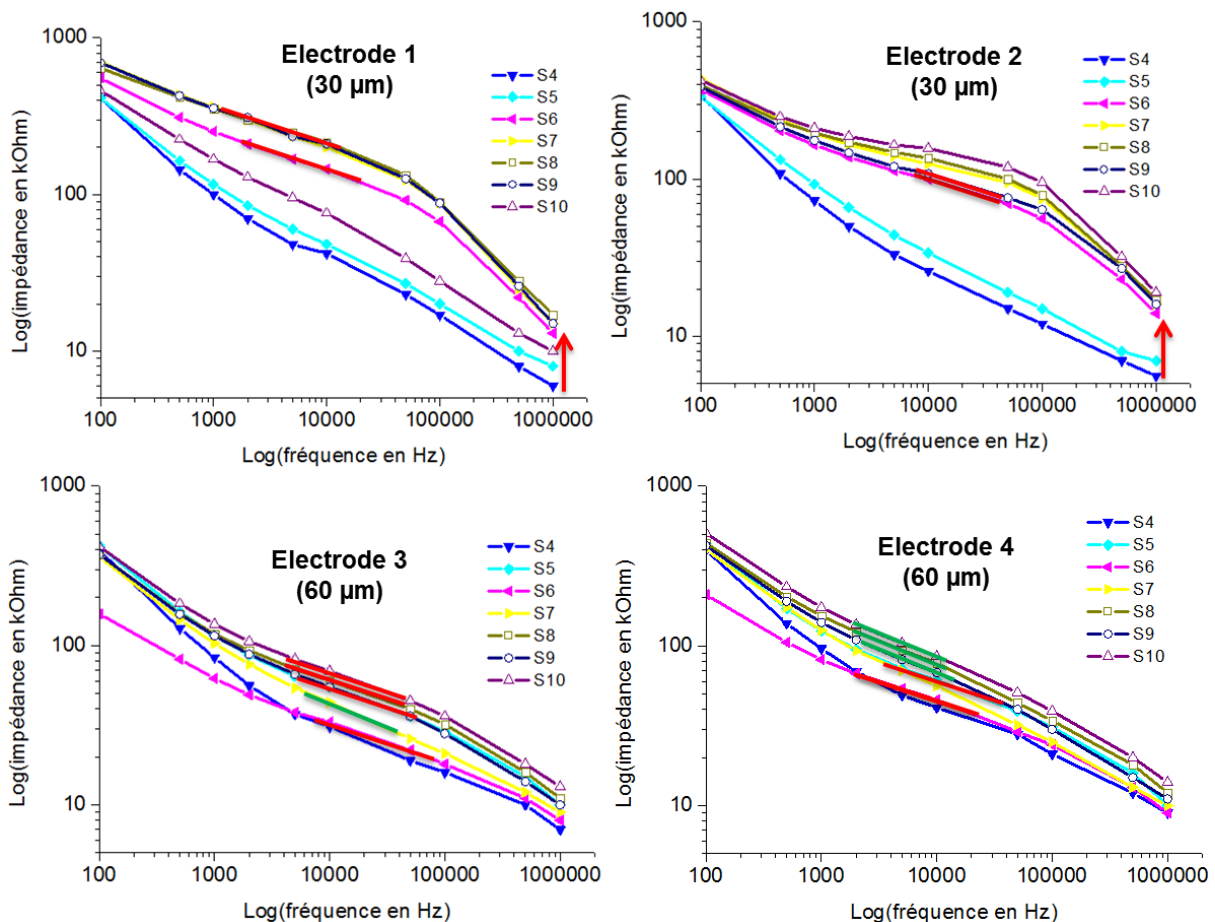 Electrode 1
(30 µm)
S4
S5
S6
S7
S8
S9
S10
1000
100
10
Log(impédance en kOhm)
100 1000 10000 100000 1000000
Log(fréquence en Hz)
Electrode 2
(30 µm)
S4
S5
S6
S7
S8
S9
S10
1000
100
10
Log(impédance en kOhm)
100 1000 10000 100000 1000000
Log(fréquence en Hz)
Electrode 3
(60 µm)
S4
S5
S6
S7
S8
S9
S10
1000
100
10
Log(impédance en kOhm)
100 1000 10000 100000 1000000
Log(fréquence en Hz)
Electrode 4
(60 µm)
S4
S5
S6
S7
S8
S9
S10
1000
100
10
Log(impédance en kOhm)
100 1000 10000 100000 1000000
Log(fréquence en Hz)